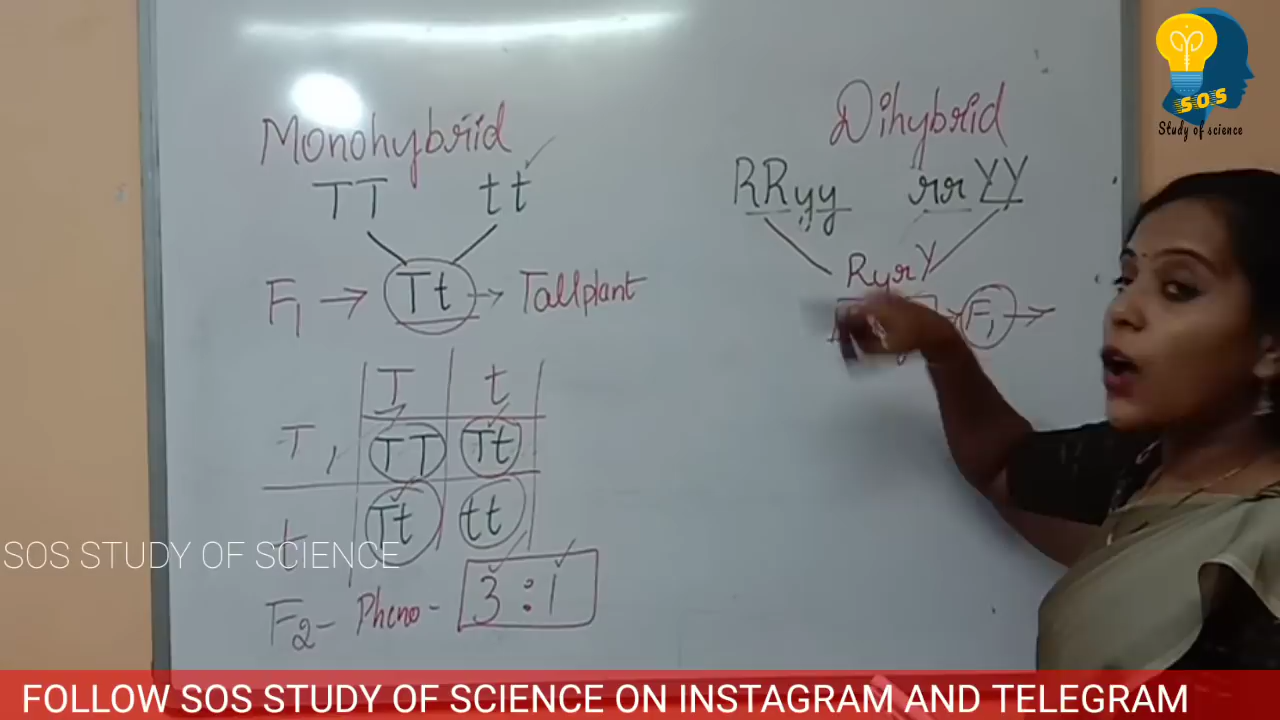 SOS
Study of science
Monohybrid
TT tt
F1 → Tt → Tallplant
T t
T TT Tt
t Tt tt
F2 - Pheno - 3 : 1
Dihybrid
RRyy rrYY
RyrY
F1 →
SOS STUDY OF SCIENCE
FOLLOW SOS STUDY OF SCIENCE ON INSTAGRAM AND TELEGRAM